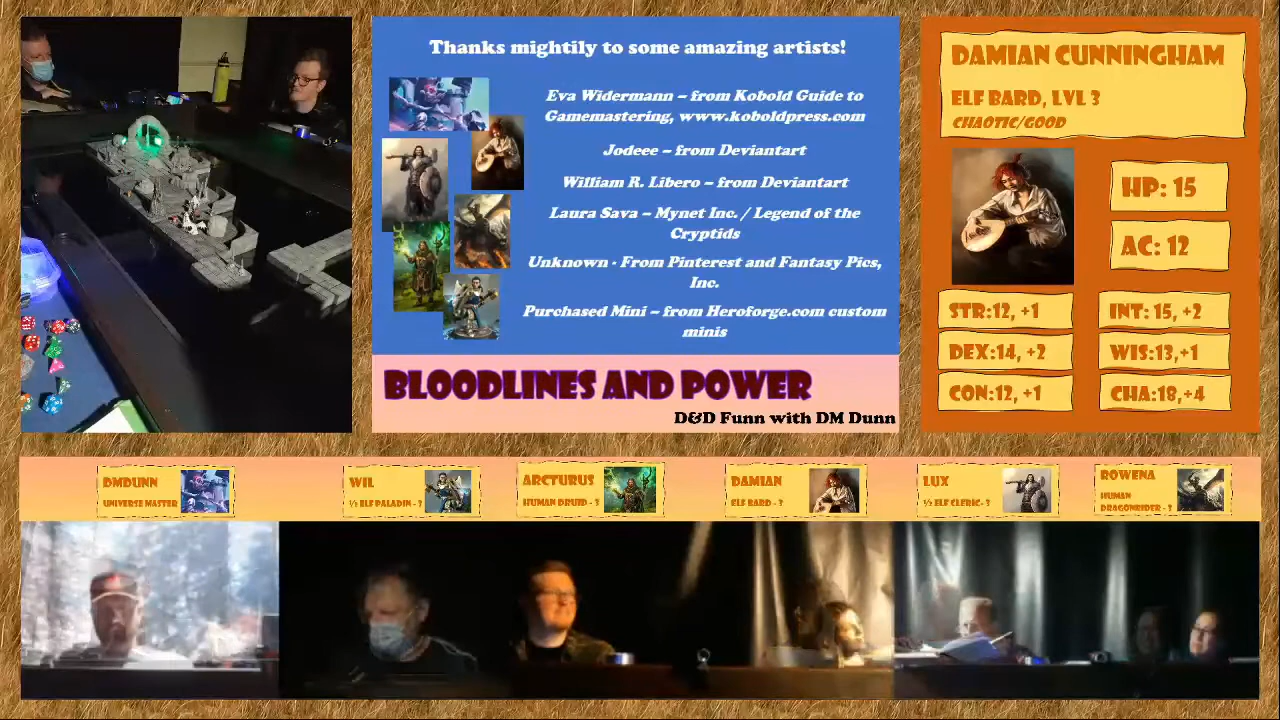 Thanks mightily to some amazing artists!
Eva Widermann – from Kobold Guide to
Gamemastering, www.koboldpress.com
Jodeee – from Deviantart
William R. Libero – from Deviantart
Laura Sava – Mynet Inc. / Legend of the
Cryptids
Unknown - From Pinterest and Fantasy Pics,
Inc.
Purchased Mini – from Heroforge.com custom
minis
BLOODLINES AND POWER
D&D Funn with DM Dunn
DAMIAN CUNNINGHAM
ELF BARD, LVL 3
CHAOTIC/GOOD
HP: 15
AC: 12
STR:12, +1
INT: 15, +2
DEX:14, +2
WIS:13,+1
CON:12, +1
CHA:18,+4
DMDUNN
UNIVERSE MASTER
WIL
½ ELF PALADIN - 3
ARCTURUS
HUMAN DRUID - 3
DAMIAN
ELF BARD - 3
LUX
½ ELF CLERIC- 3
ROWENA
HUMAN
DRAGONRIDER - 3